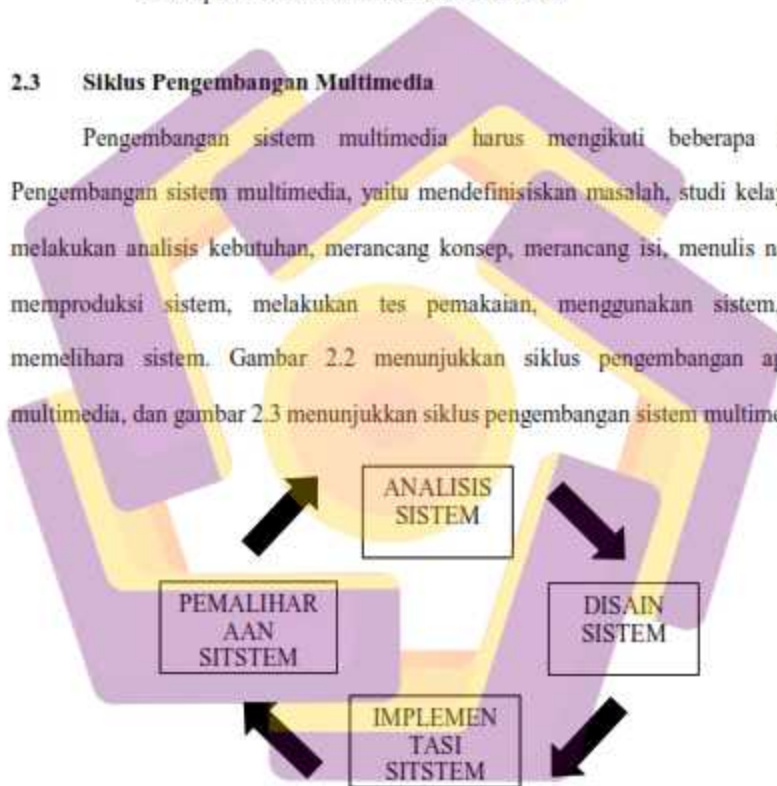 2.3 Siklus Pengembangan Multimedia
Pengembangan sistem multimedia harus mengikuti beberapa
Pengembangan sistem multimedia, yaitu mendefinisiskan masalah, studi
melakukan analisis kebutuhan, merancang konsep, merancang isi, menulis
memproduksi sistem, melakukan tes pemakaian, menggunakan sistem
memelihara sistem. Gambar 2.2 menunjukkan siklus pengembangan
multimedia, dan gambar 2.3 menunjukkan siklus pengembangan sistem
ANALISIS
SISTEM
PEMALIHAR
AAN
SITSTEM
DISAIN
SISTEM
IMPLEMEN
TASI
SITSTEM